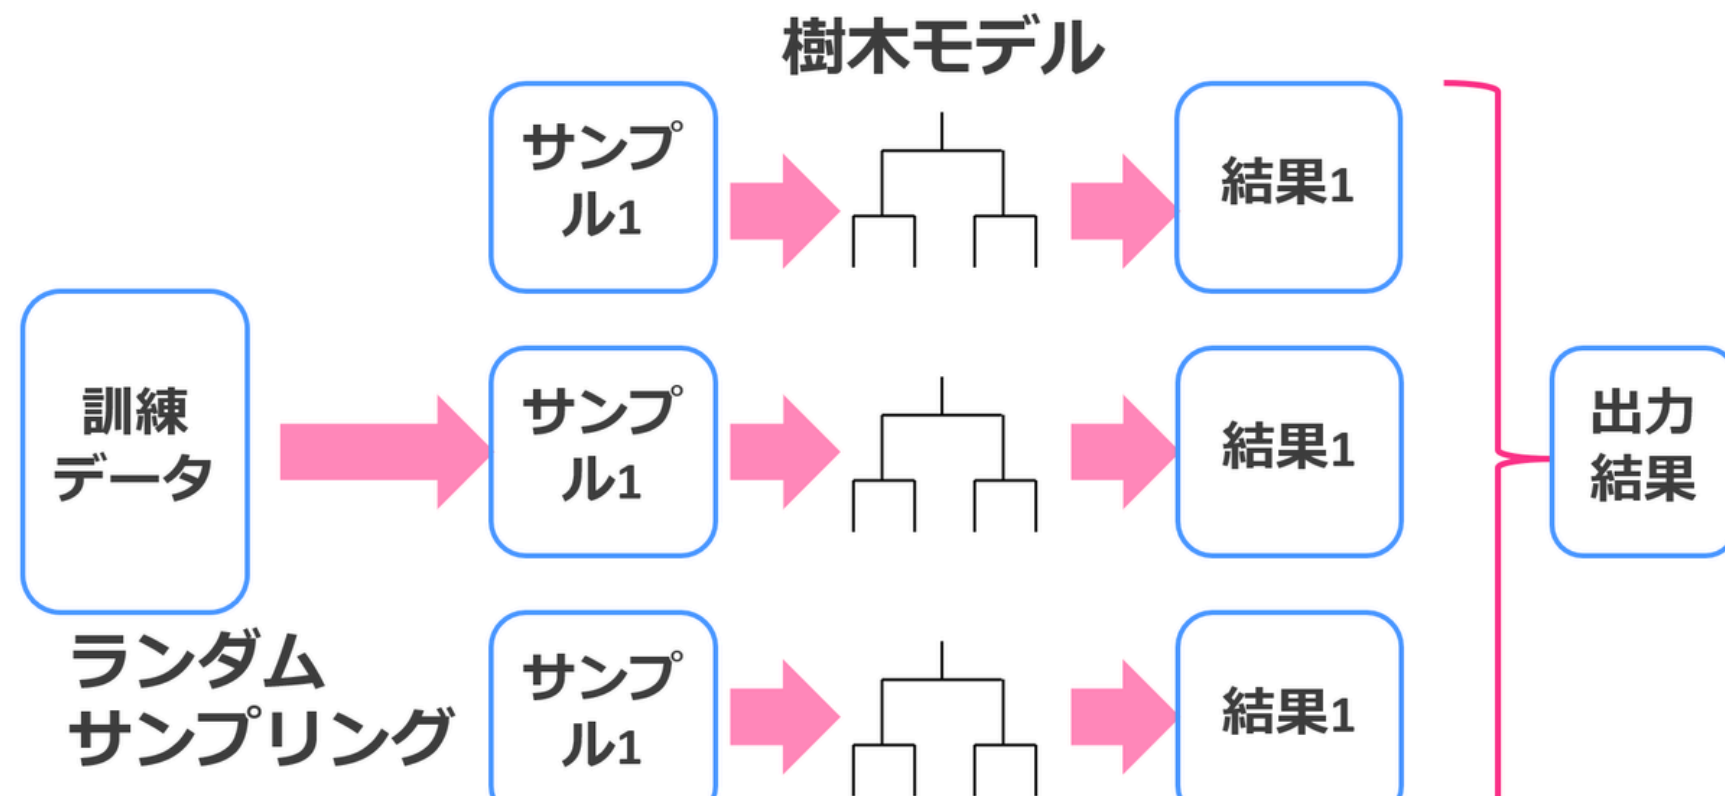 樹木モデル
サンプ
ル1
結果1
訓練
データ
サンプ
ル1
結果1
出力
結果
ランダム
サンプリング
サンプ
ル1
結果1